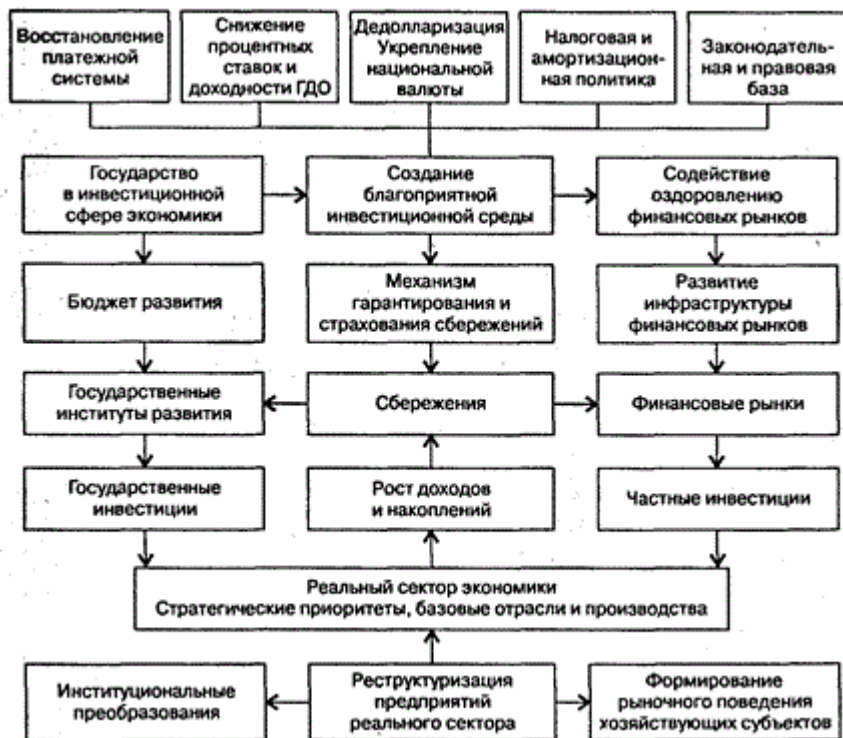 Восстановление
платежной
системы
Снижение
процентных
ставок и
доходности ГДО
Дедолларизация
Укрепление
национальной
валюты
Налоговая и
амортизацион-
ная политика
Законодатель-
ная и правовая
база
Государство
в инвестиционной
сфере экономики
Создание
благоприятной
инвестиционной среды
Содействие
оздоровлению
финансовых рынков
Бюджет развития
Механизм
гарантирования и
страхования сбережений
Развитие
инфраструктуры
финансовых рынков
Государственные
институты развития
Сбережения
Финансовые рынки
Государственные
инвестиции
Рост доходов
и накоплений
Частные инвестиции
Реальный сектор экономики
Стратегические приоритеты, базовые отрасли и производства
Институциональные
преобразования
Реструктуризация
предприятий
реального сектора
Формирование
рыночного поведения
хозяйствующих субъектов